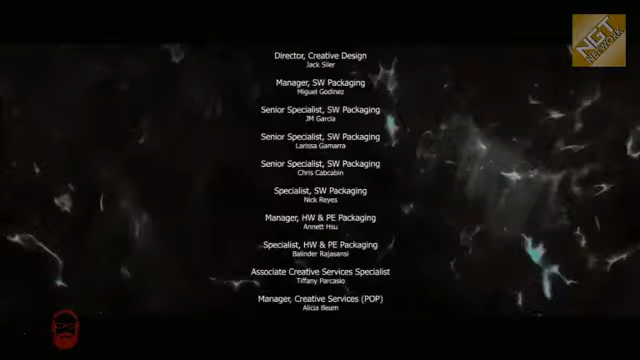 NGT
NETWORK
Director, Creative Design
Jack Siler
Manager, SW Packaging
Miguel Godinez
Senior Specialist, SW Packaging
JM Garcia
Senior Specialist, SW Packaging
Larissa Gamarra
Senior Specialist, SW Packaging
Chris Cabcabin
Specialist, SW Packaging
Nick Reyes
Manager, HW & PE Packaging
Annett Hsu
Specialist, HW & PE Packaging
Balinder Rajasansi
Associate Creative Services Specialist
Tiffany Parcasio
Manager, Creative Services (POP)
Alicia Beam